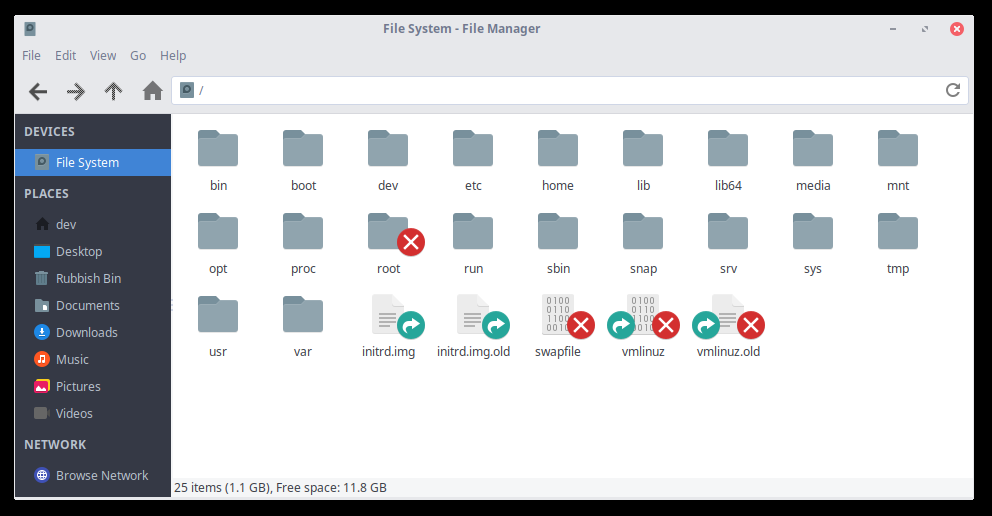 File System - File Manager
File Edit View Go Help
/
DEVICES
File System
PLACES
dev
Desktop
Rubbish Bin
Documents
Downloads
Music
Pictures
Videos
NETWORK
Browse Network
bin boot dev etc home lib lib64 media mnt
opt proc root run sbin snap srv sys tmp
usr var initrd.img initrd.img.old swapfile vmlinuz vmlinuz.old
25 items (1.1 GB), Free space: 11.8 GB